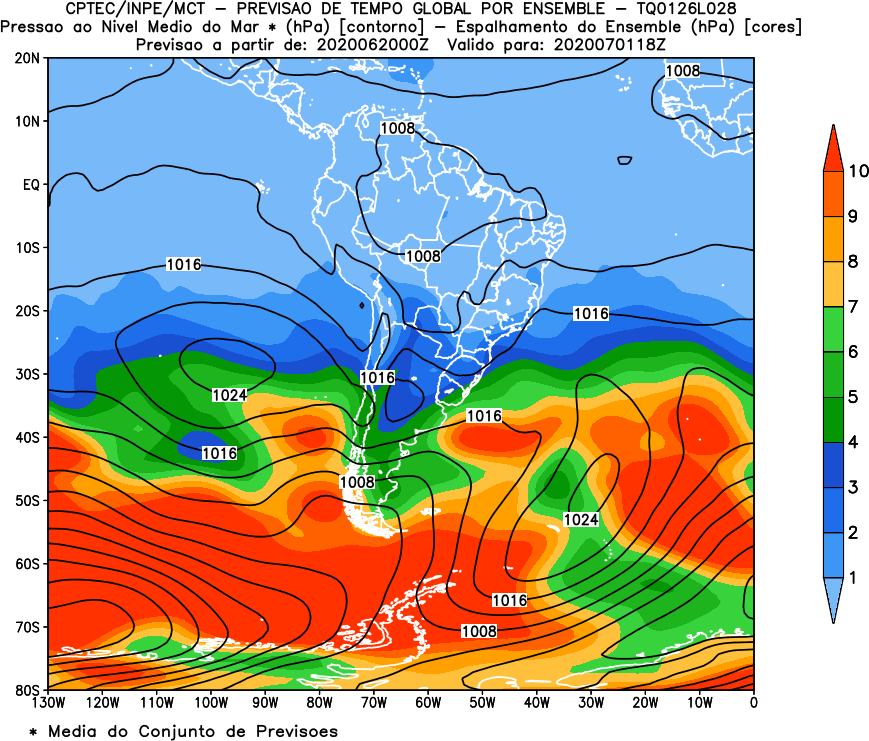 CPTEC/INPE/MCT - PREVISAO DE TEMPO GLOBAL POR ENSEMBLE - TQ0126L028
Pressao ao Nivel Medio do Mar * (hPa) [contorno] - Espalhamento do Ensemble (hPa) [cores]
Previsao a partir de: 2020062000Z Valido para: 2020070118Z
20N
1008
10N
1008
10
EQ
9
10S
1008
1016
8
20S
1016
7
30S
1016
6
1024
5
1016
40S
1016
4
1008
50S
3
1024
2
60S
1
1016
70S
1008
80S
1008
130W 120W 110W 100W 90W 80W 70W 60W 50W 40W 30W 20W 10W 0
* Media do Conjunto de Previsoes